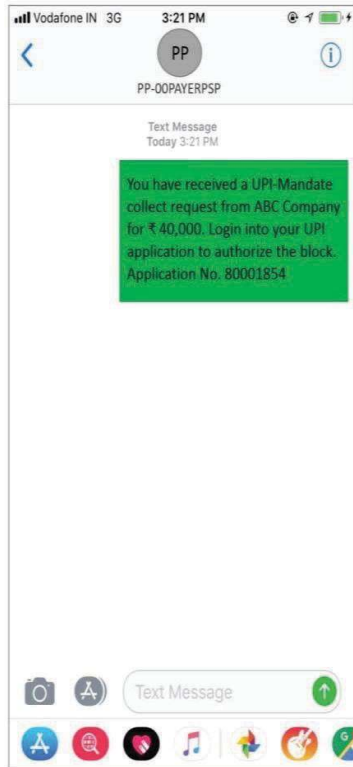 Vodafone IN 3G 3:21 PM
PP
PP-OOPAYERPSP
Text Message
Today 3:21 PM
You have received a UPI-Mandate
collect request from ABC Company
for ₹ 40,000. Login into your UPI
application to authorize the block.
Application No. 80001854
Text Message